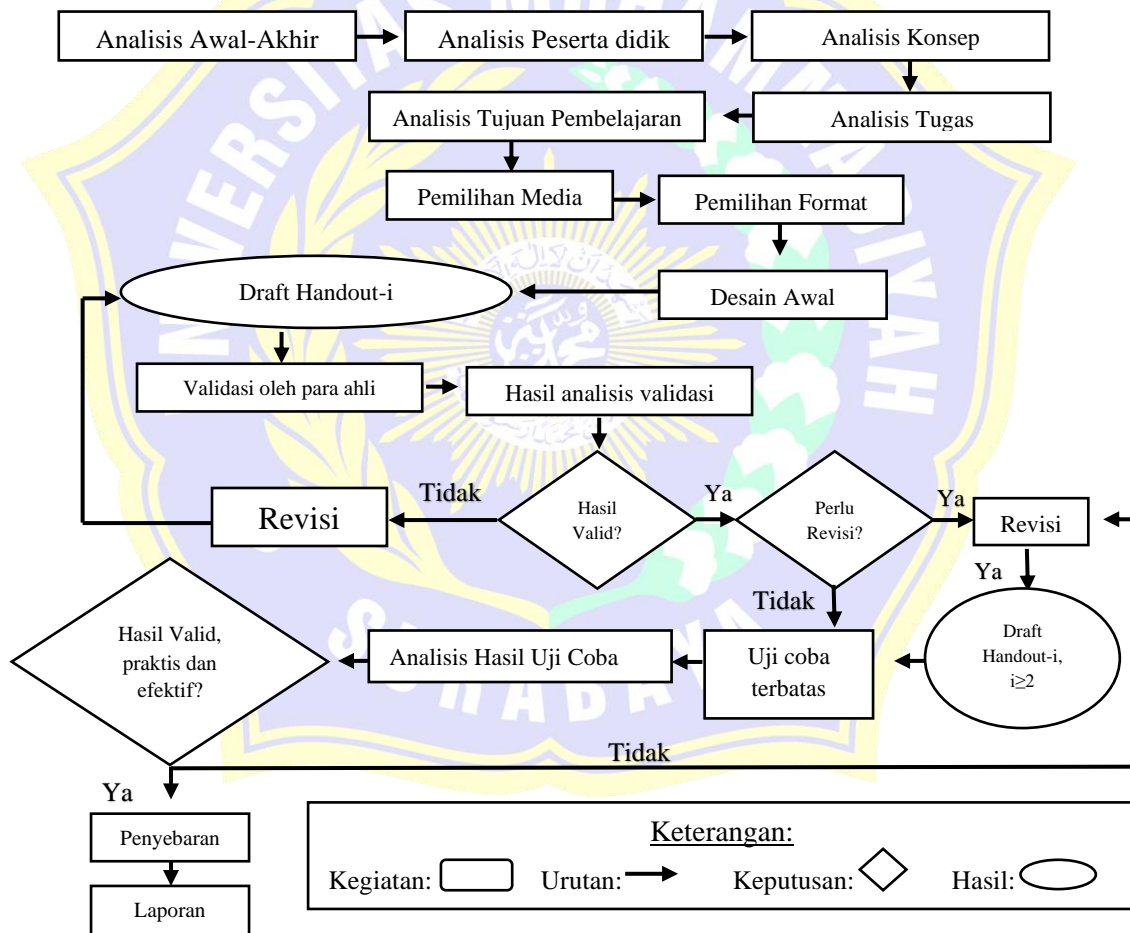 Analisis Awal-Akhir
Analisis Peserta didik
Analisis Konsep
Analisis Tujuan Pembelajaran
Analisis Tugas
Pemilihan Media
Pemilihan Format
Draft Handout-i
Desain Awal
Validasi oleh para ahli
Hasil analisis validasi
Revisi
Tidak
Hasil
Valid?
Ya
Perlu
Revisi?
Ya
Revisi
Ya
Tidak
Hasil Valid,
praktis dan
efektif?
Analisis Hasil Uji Coba
Uji coba
terbatas
Draft
Handout-i,
i≥2
Tidak
Ya
Penyebaran
Laporan
Keterangan:
Kegiatan:
Urutan:
Keputusan:
Hasil:
SURABAYA